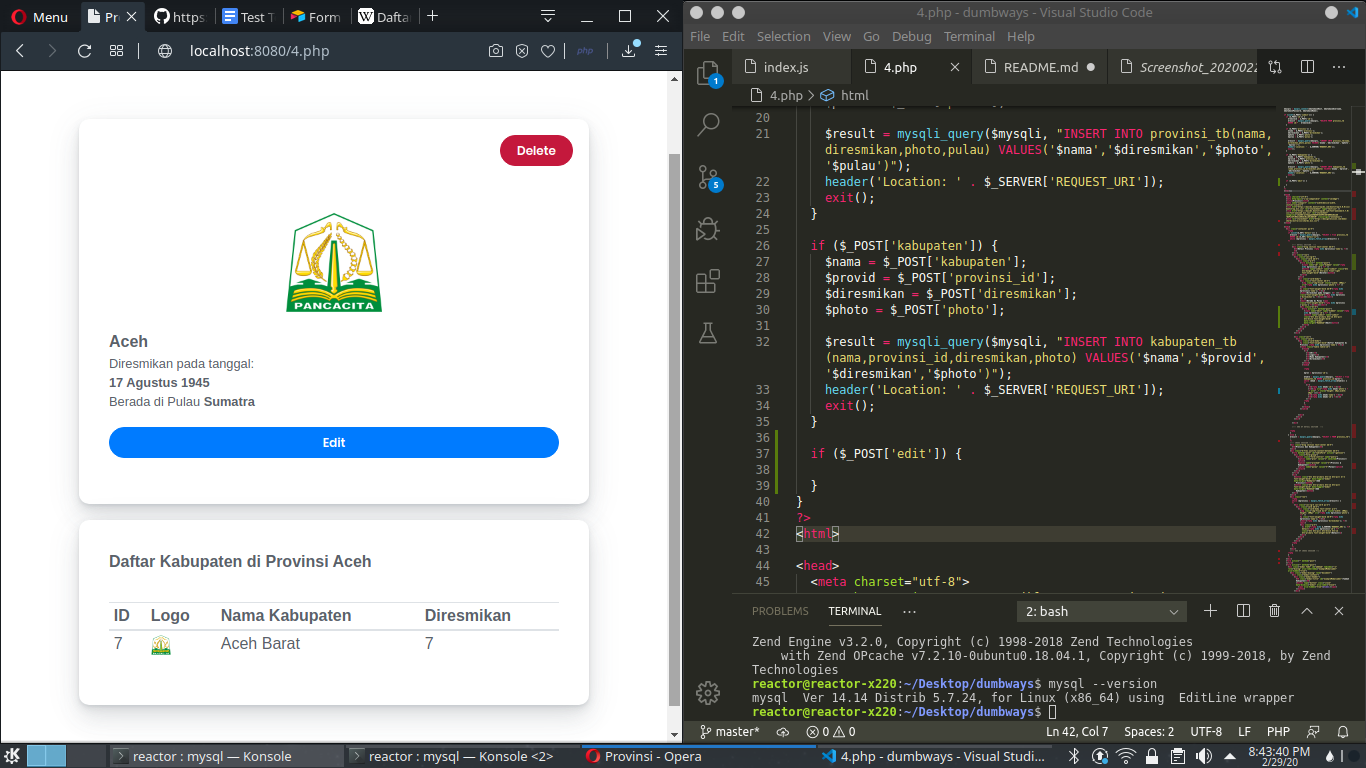 Menu
Pr
https
Test T
Form
Dafta
localhost:8080/4.php
php
Delete
PANCACITA
Aceh
Diresmikan pada tanggal:
17 Agustus 1945
Berada di Pulau Sumatra
Edit
Daftar Kabupaten di Provinsi Aceh
ID Logo Nama Kabupaten Diresmikan
7 Aceh Barat 7
4.php - dumbways - Visual Studio Code
File Edit Selection View Go Debug Terminal Help
index.js
4.php
README.md
Screenshot_2020022
4.php > html
1
5
20
21 $result = mysqli_query($mysqli, "INSERT INTO provinsi_tb(nama,
diresmikan,photo,pulau) VALUES('$nama','$diresmikan','$photo',
'$pulau')");
22 header('Location: ' . $_SERVER['REQUEST_URI']);
23 exit();
24 }
25
26 if ($_POST['kabupaten']) {
27 $nama = $_POST['kabupaten'];
28 $provid = $_POST['provinsi_id'];
29 $diresmikan = $_POST['diresmikan'];
30 $photo = $_POST['photo'];
31
32 $result = mysqli_query($mysqli, "INSERT INTO kabupaten_tb
(nama,provinsi_id,diresmikan,photo) VALUES('$nama','$provid',
'$diresmikan','$photo')");
33 header('Location: ' . $_SERVER['REQUEST_URI']);
34 exit();
35 }
36
37 if ($_POST['edit']) {
38
39 }
40 }
41 ?>
42 <html>
43
44 <head>
45 <meta charset="utf-8">
PROBLEMS TERMINAL ··· 2: bash
Zend Engine v3.2.0, Copyright (c) 1998-2018 Zend Technologies
with Zend OPcache v7.2.10-0ubuntu0.18.04.1, Copyright (c) 1999-2018, by Zend
Technologies
reactor@reactor-x220:~/Desktop/dumbways$ mysql --version
mysql Ver 14.14 Distrib 5.7.24, for Linux (x86_64) using EditLine wrapper
reactor@reactor-x220:~/Desktop/dumbways$
master* 0 0 Ln 42, Col 7 Spaces: 2 UTF-8 LF PHP
reactor : mysql — Konsole
reactor : mysql — Konsole <2>
Provinsi - Opera
4.php - dumbways - Visual Studi...
8:43:40 PM
2/29/20